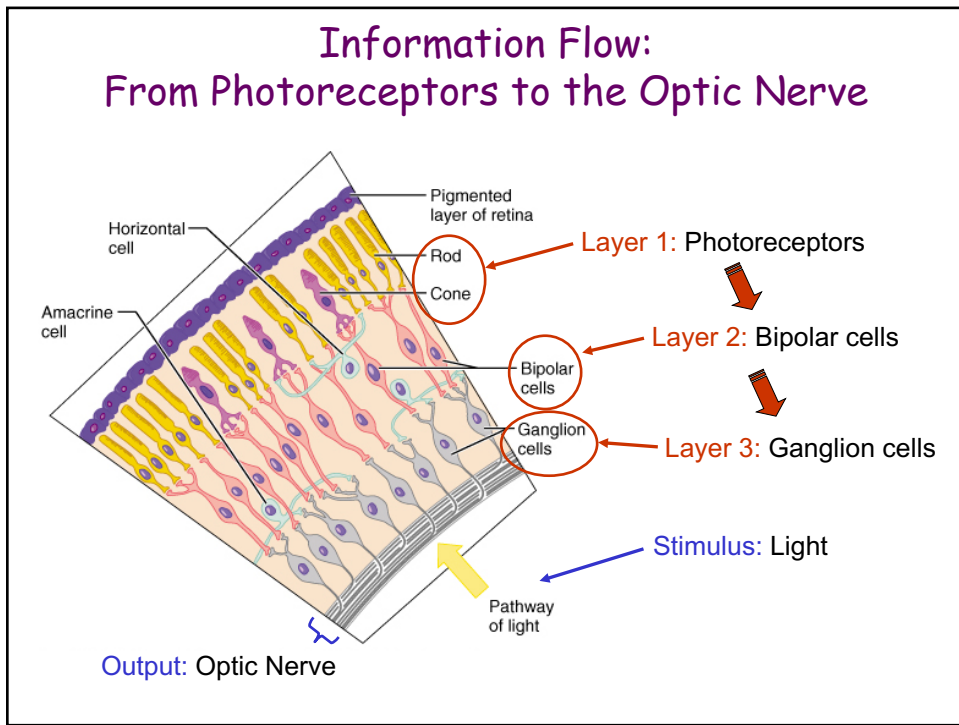 Information Flow:
From Photoreceptors to the Optic Nerve
Pigmented
layer of retina
Horizontal
cell
Rod
Cone
Amacrine
cell
Bipolar
cells
Ganglion
cells
Layer 1: Photoreceptors
Layer 2: Bipolar cells
Layer 3: Ganglion cells
Stimulus: Light
Pathway
of light
Output: Optic Nerve